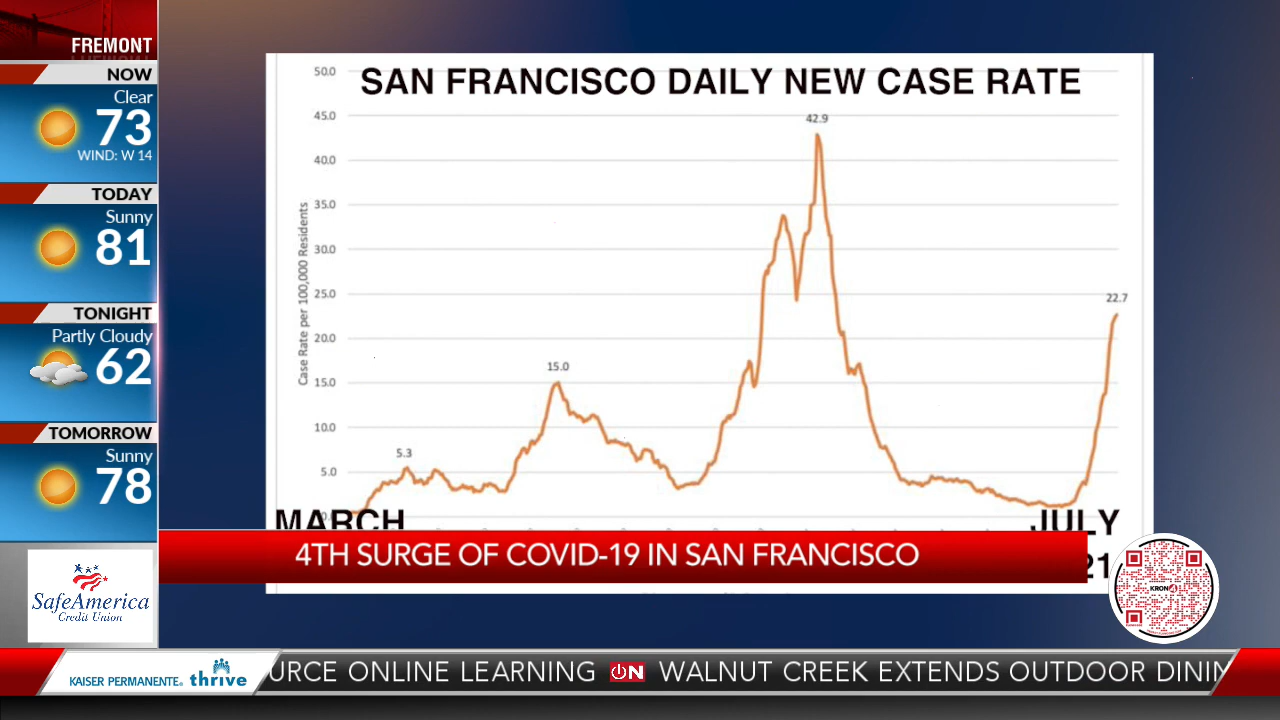 FREMONT
NOW
Clear
73
WIND: W 14
TODAY
Sunny
81
TONIGHT
Partly Cloudy
62
TOMORROW
Sunny
78
SafeAmerica
Credit Union
SAN FRANCISCO DAILY NEW CASE RATE
50.0
45.0
40.0
35.0
30.0
25.0
20.0
15.0
10.0
5.0
Case Rate per 100,000 Residents
5.3
15.0
42.9
22.7
MARCH
JULY
21
4TH SURGE OF COVID-19 IN SAN FRANCISCO
KRON4
KAISER PERMANENTE® thrive
URCE ONLINE LEARNING ON WALNUT CREEK EXTENDS OUTDOOR DININ